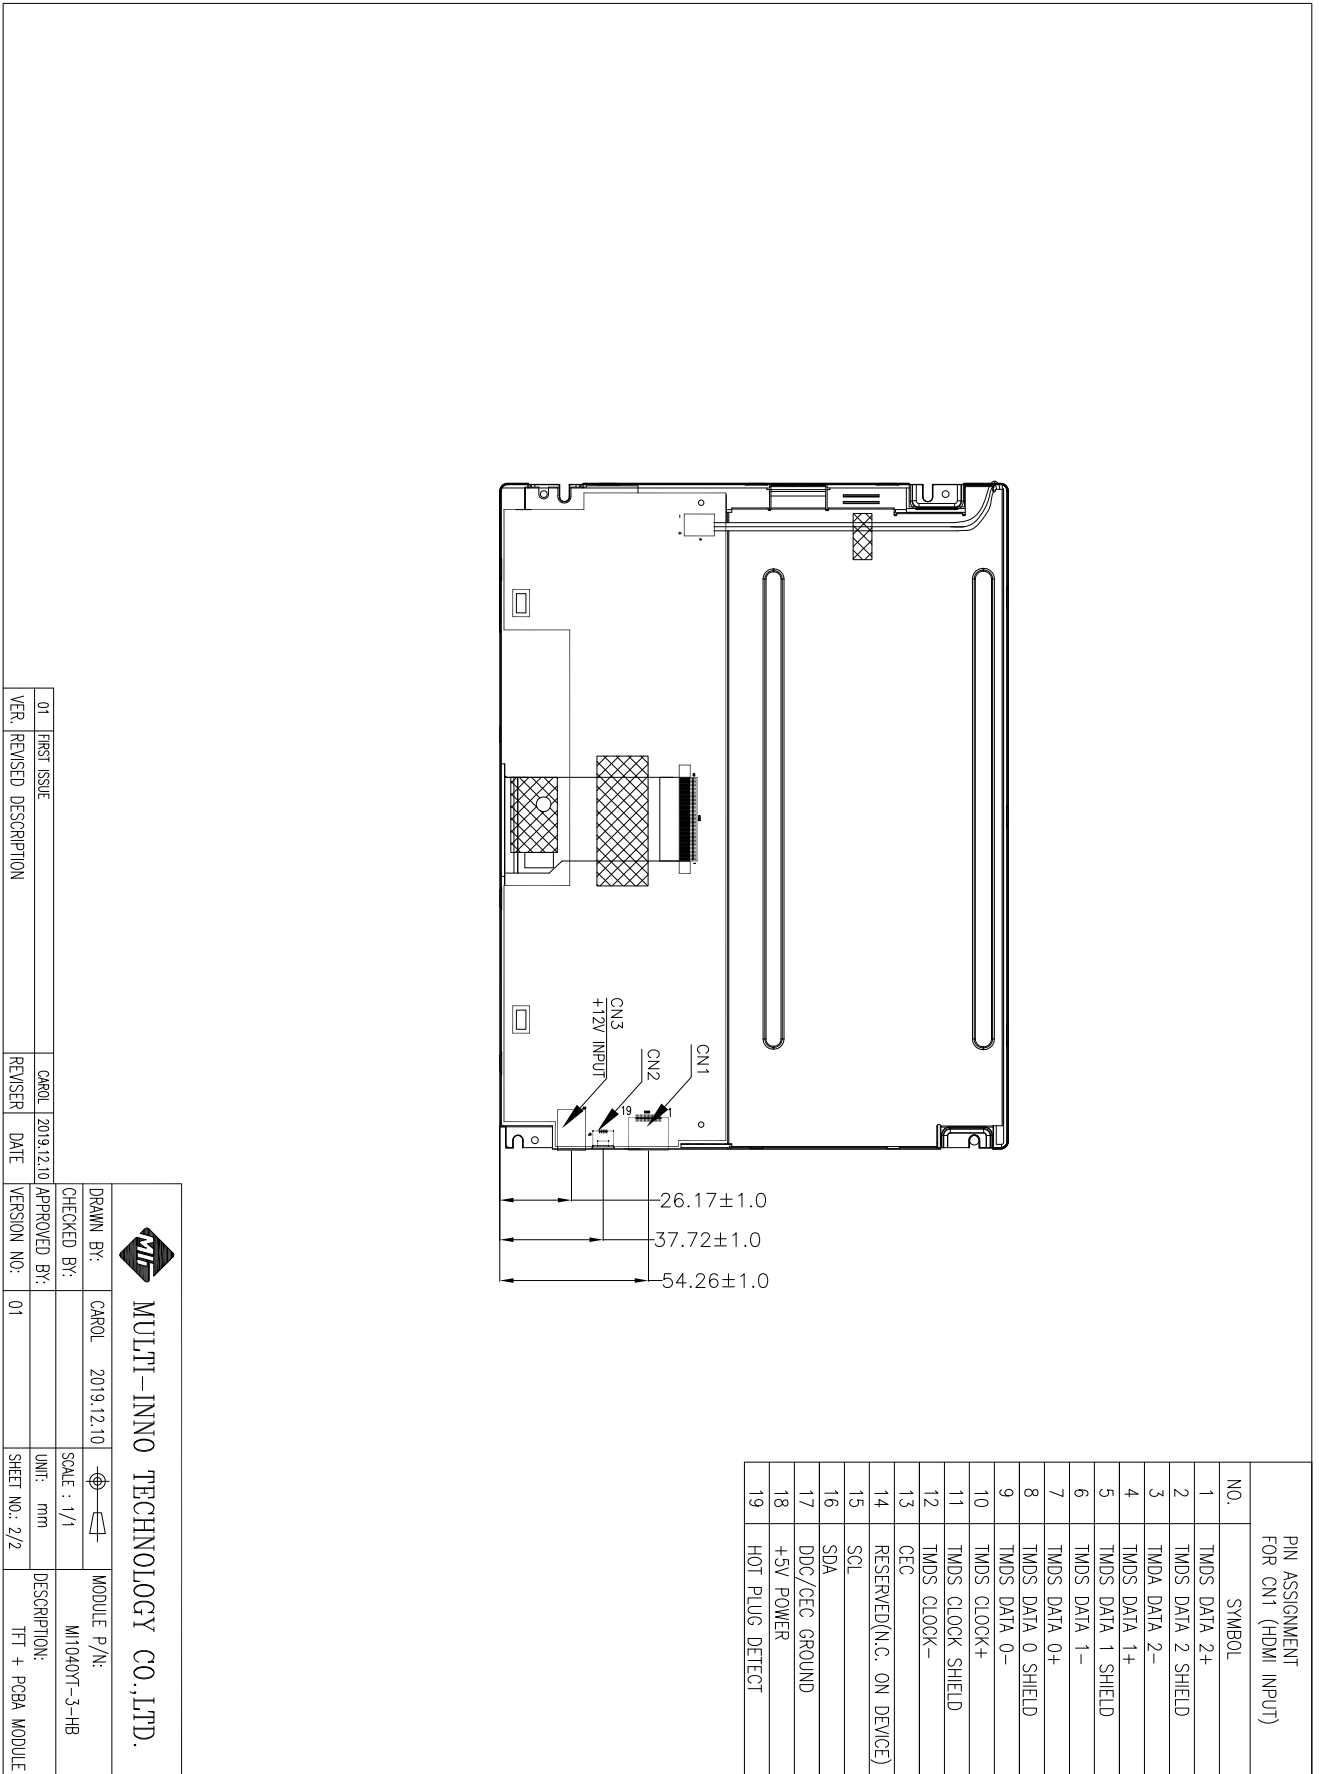 PIN ASSIGNMENT
FOR CN1 (HDMI INPUT)
NO. SYMBOL
1 TMDS DATA 2+
2 TMDS DATA 2 SHIELD
3 TMDA DATA 2-
4 TMDS DATA 1+
5 TMDS DATA 1 SHIELD
6 TMDS DATA 1-
7 TMDS DATA 0+
8 TMDS DATA 0 SHIELD
9 TMDS DATA 0-
10 TMDS CLOCK+
11 TMDS CLOCK SHIELD
12 TMDS CLOCK-
13 CEC
14 RESERVED(N.C. ON DEVICE)
15 SCL
16 SDA
17 DDC/CEC GROUND
18 +5V POWER
19 HOT PLUG DETECT
CN1
CN2
CN3
+12V INPUT
1
19
26.17±1.0
37.72±1.0
54.26±1.0
MIT
MULTI-INNO TECHNOLOGY CO.,LTD.
DRAWN BY: CAROL 2019.12.10
MODULE P/N:
MI1040YT-3-HB
CHECKED BY:
SCALE : 1/1
APPROVED BY:
UNIT: mm
DESCRIPTION:
TFT + PCBA MODULE
VERSION NO: 01
SHEET NO.: 2/2
01 FIRST ISSUE CAROL 2019.12.10
VER. REVISED DESCRIPTION REVISER DATE